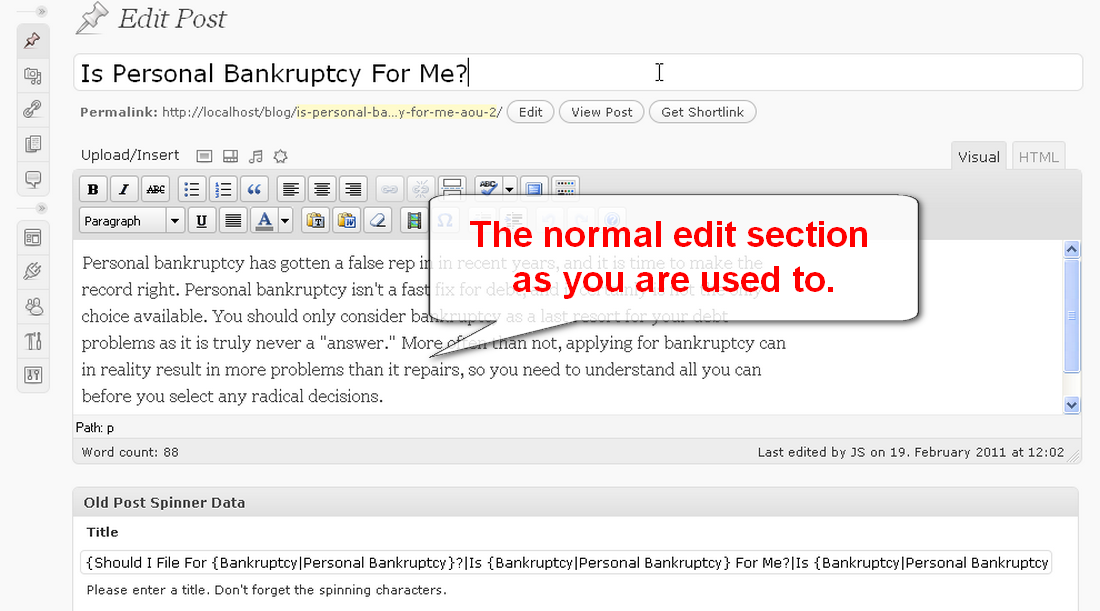 Edit Post
Is Personal Bankruptcy For Me?
Permalink: http://localhost/blog/is-personal-ba...y-for-me-aou-2/ Edit View Post Get Shortlink
Upload/Insert Visual HTML
B I ABC ABC
Paragraph U A T W Ω ?
The normal edit section
as you are used to.
Personal bankruptcy has gotten a false rep in in recent years, and it is time to make the
record right. Personal bankruptcy isn't a fast fix for debt, and it certainly is not the only
choice available. You should only consider bankruptcy as a last resort for your debt
problems as it is truly never a "answer." More often than not, applying for bankruptcy can
in reality result in more problems than it repairs, so you need to understand all you can
before you select any radical decisions.
Path: p
Word count: 88 Last edited by JS on 19. February 2011 at 12:02
Old Post Spinner Data
Title
{Should I File For {Bankruptcy|Personal Bankruptcy}?|Is {Bankruptcy|Personal Bankruptcy} For Me?|Is {Bankruptcy|Personal Bankruptcy
Please enter a title. Don't forget the spinning characters.